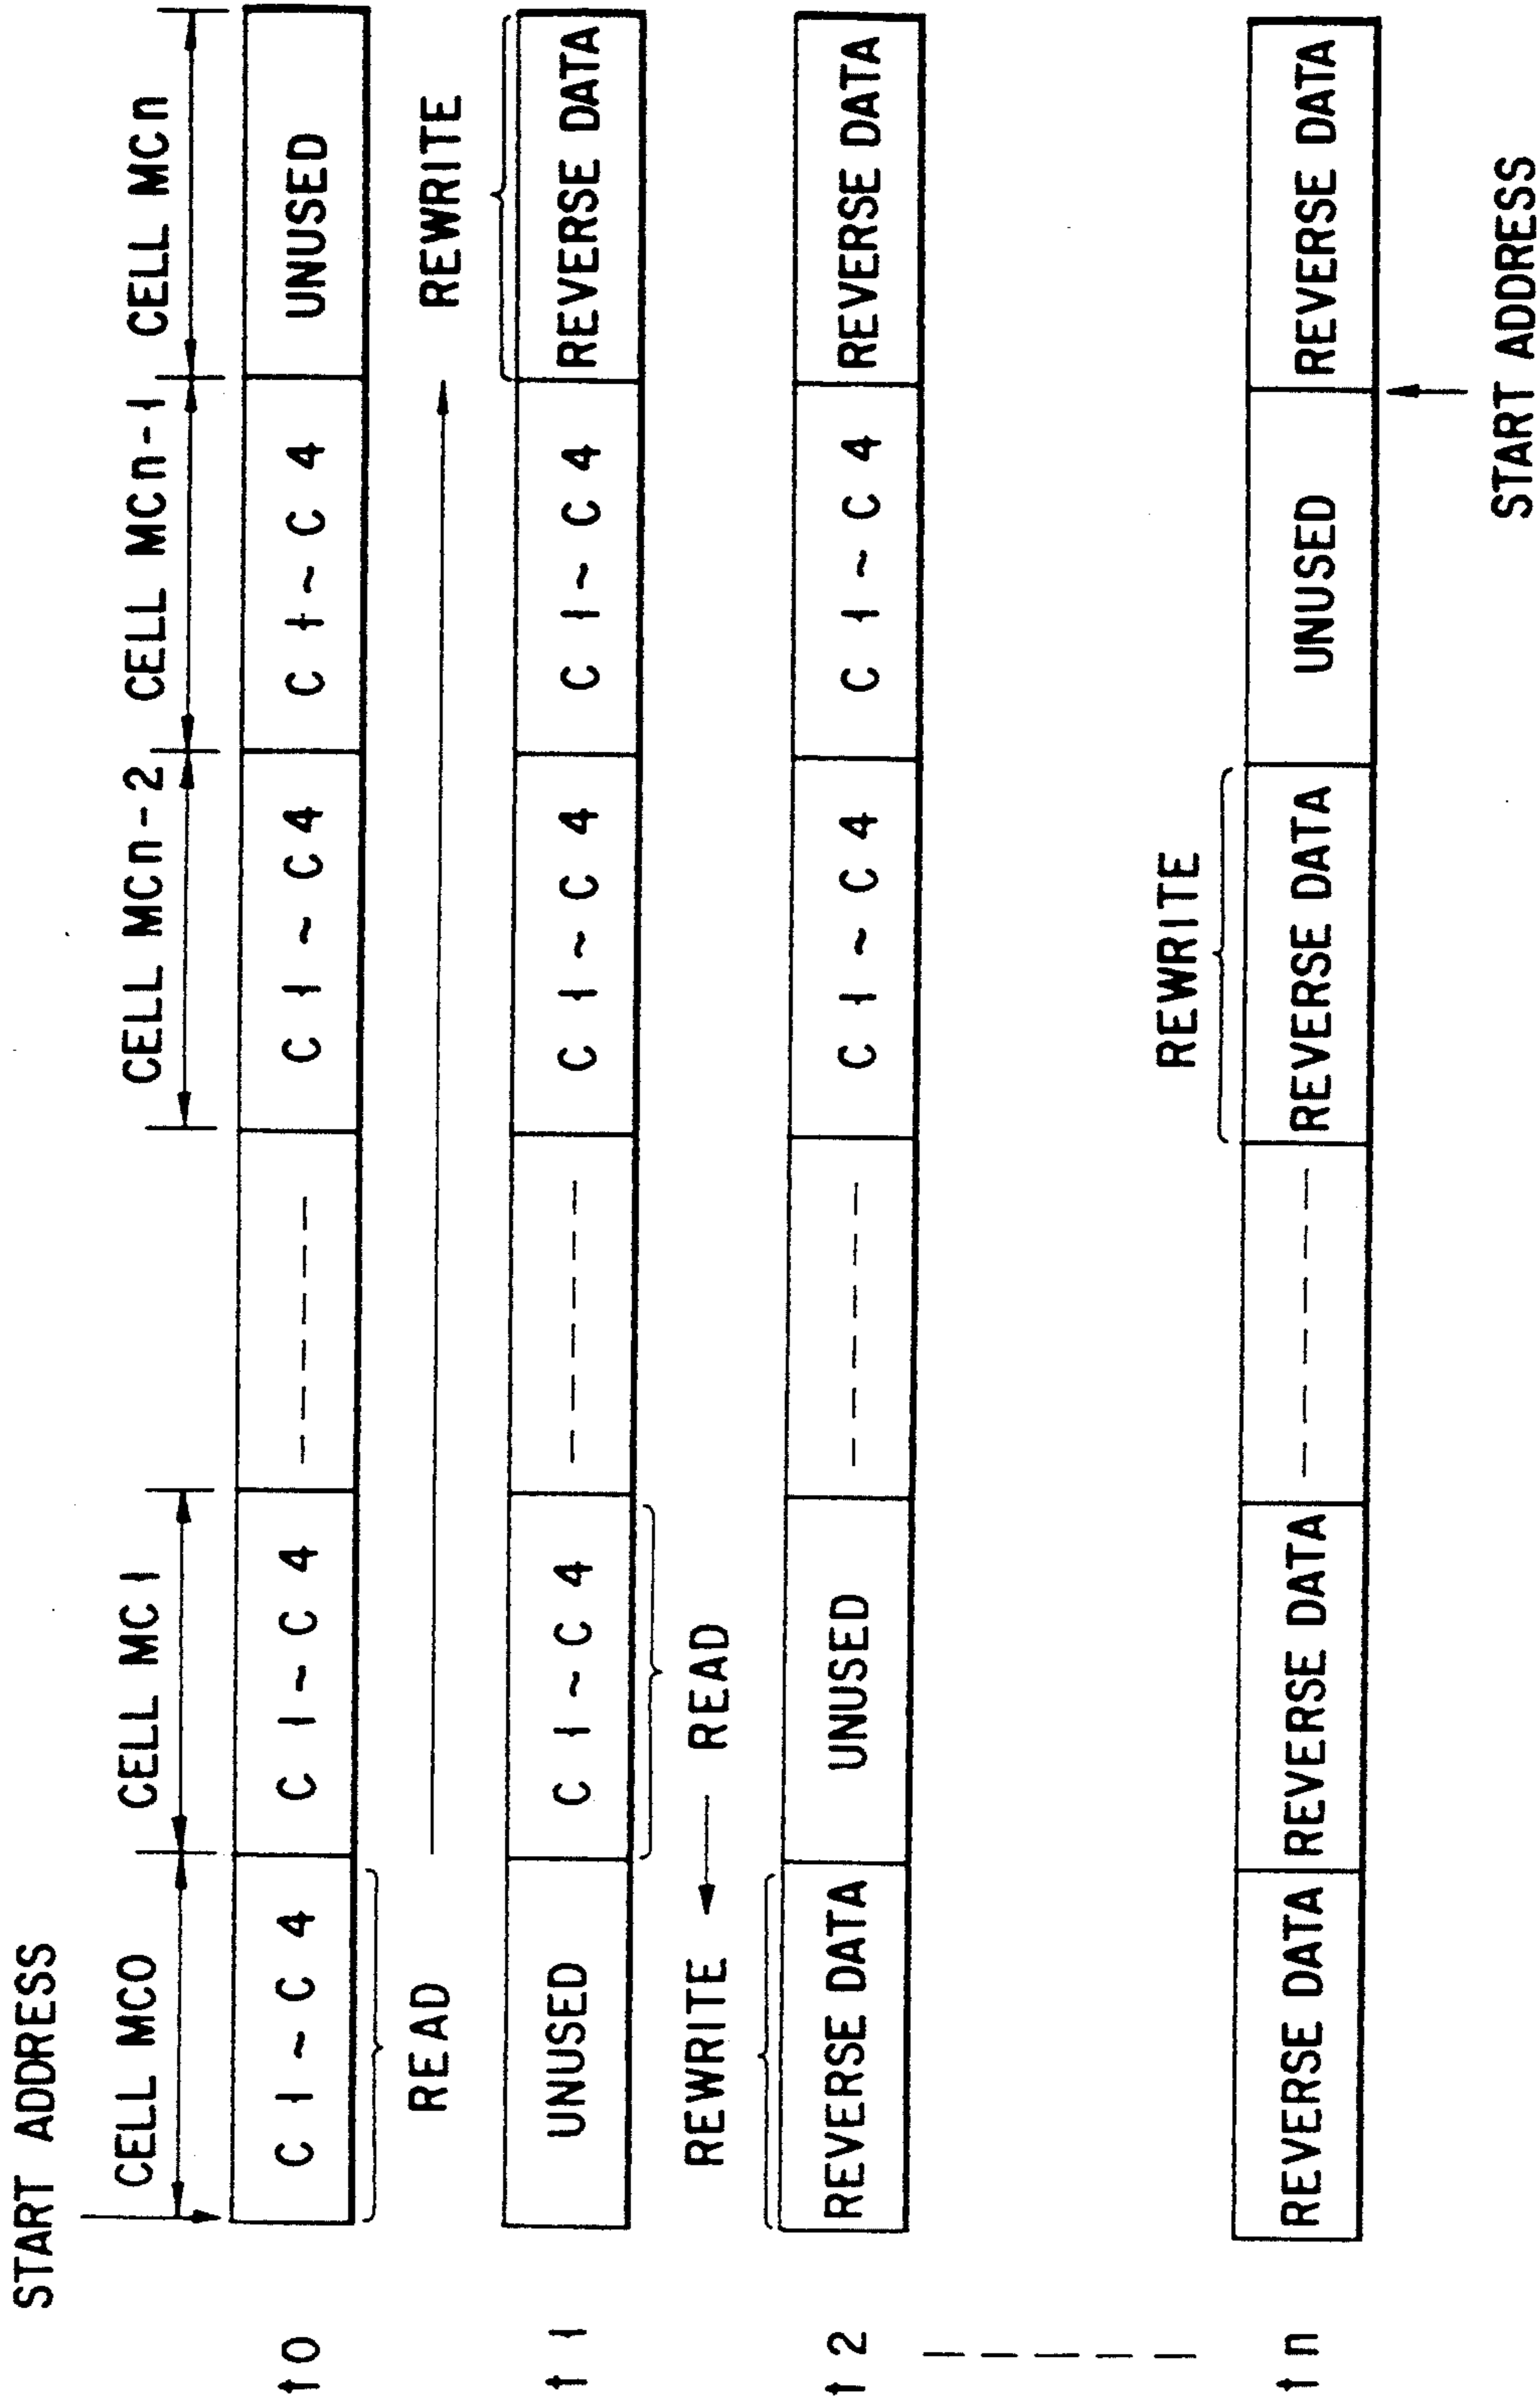 START ADDRESS
CELL MC0 CELL MC1 CELL MCn-2 CELL MCn-1 CELL MCn
t0 C1~C4 C1~C4 ------ C1~C4 C1~C4 UNUSED
READ REWRITE
t1 UNUSED C1~C4 ------ C1~C4 C1~C4 REVERSE DATA
REWRITE READ
t2 REVERSE DATA UNUSED ------ C1~C4 C1~C4 REVERSE DATA
REWRITE
tn REVERSE DATA REVERSE DATA ------ REVERSE DATA UNUSED REVERSE DATA
START ADDRESS